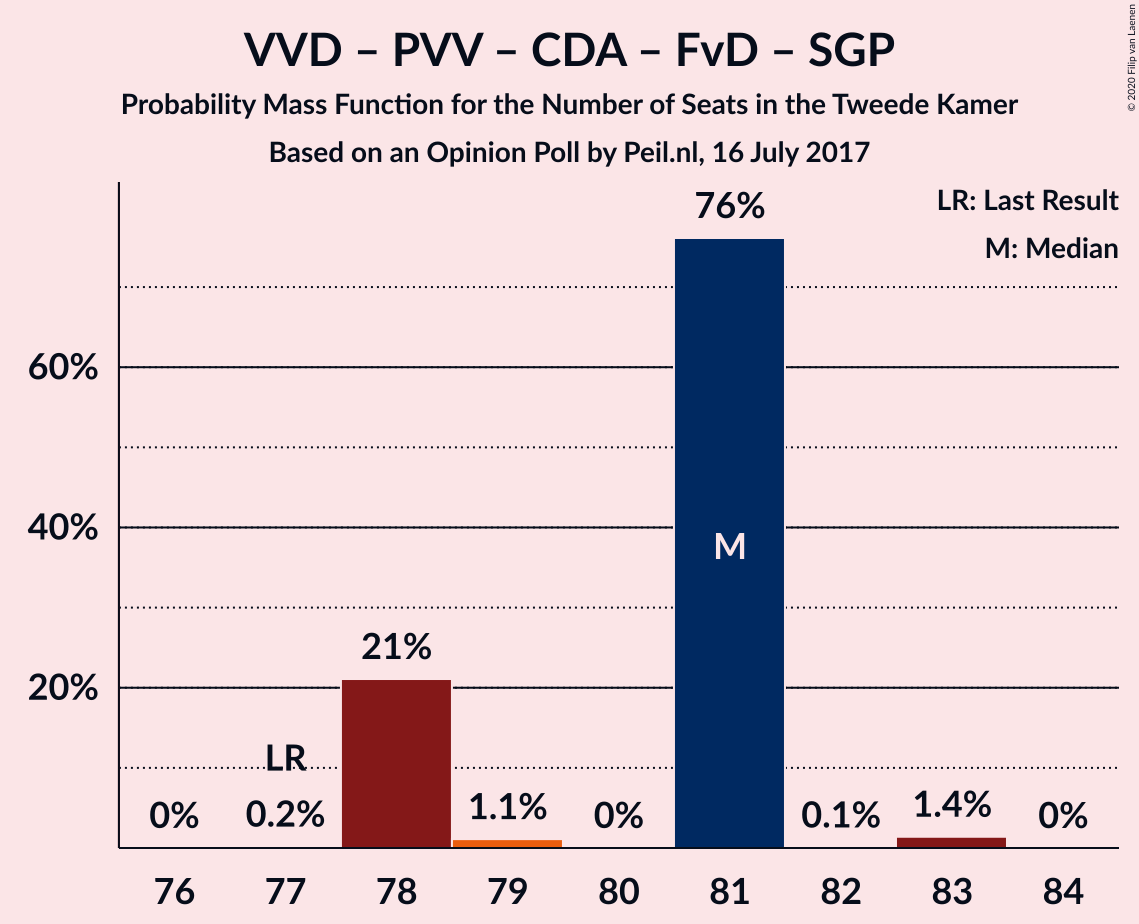 VVD – PVV – CDA – FvD – SGP
Probability Mass Function for the Number of Seats in the Tweede Kamer
Based on an Opinion Poll by Peil.nl, 16 July 2017
© 2020 Filip van Laenen
LR: Last Result
M: Median
76%
60%
40%
20%
M
21%
LR
0%
0.2%
1.1%
0%
0.1%
1.4%
0%
76 77 78 79 80 81 82 83 84